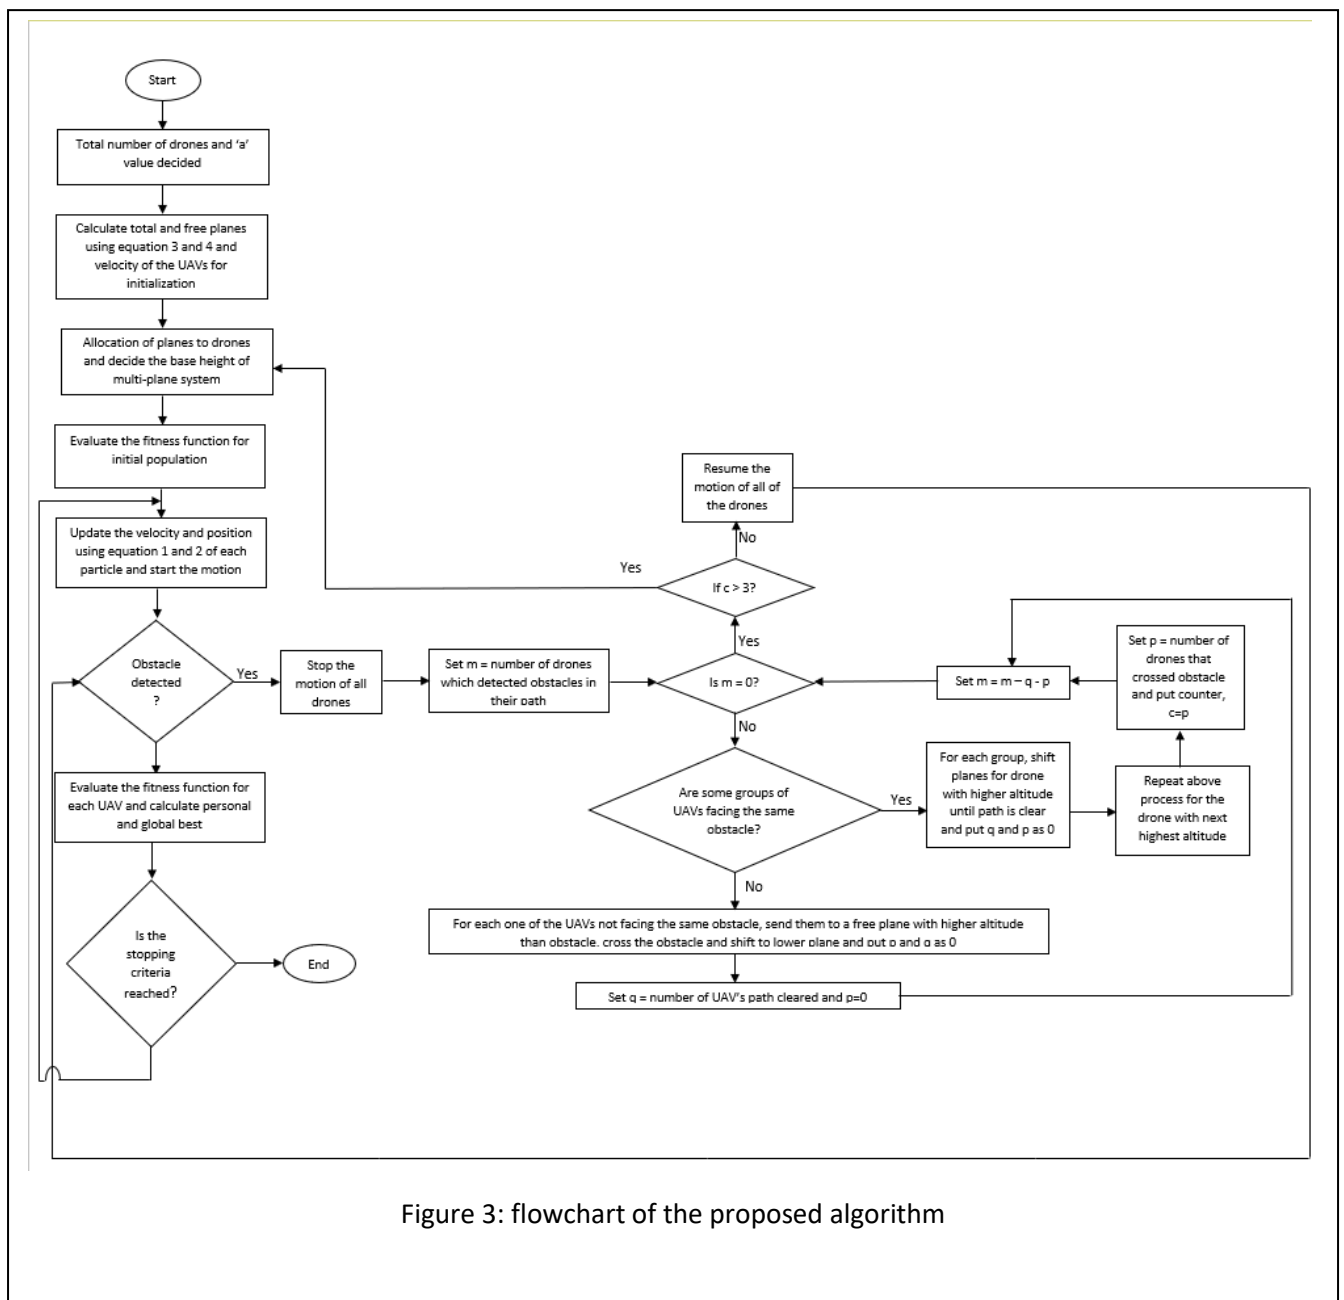 Start
Total number of drones and ‘a’
value decided
Calculate total and free planes
using equation 3 and 4 and
velocity of the UAVs for
initialization
Allocation of planes to drones
and decide the base height of
multi-plane system
Evaluate the fitness function for
initial population
Update the velocity and position
using equation 1 and 2 of each
particle and start the motion
Obstacle
detected
?
Yes
Stop the
motion of all
drones
Set m = number of drones
which detected obstacles in
their path
Is m = 0?
Yes
If c > 3?
Yes
No
Resume the
motion of all of
the drones
No
Are some groups of
UAVs facing the same
obstacle?
Yes
For each group, shift
planes for drone
with higher altitude
until path is clear
and put q and p as 0
Repeat above
process for the
drone with next
highest altitude
Set p = number of
drones that
crossed obstacle
and put counter,
c=p
Set m = m – q - p
No
For each one of the UAVs not facing the same obstacle, send them to a free plane with higher altitude
than obstacle. cross the obstacle and shift to lower plane and put p and q as 0
Set q = number of UAV’s path cleared and p=0
Evaluate the fitness function for
each UAV and calculate personal
and global best
Is the
stopping
criteria
reached?
End
Figure 3: flowchart of the proposed algorithm